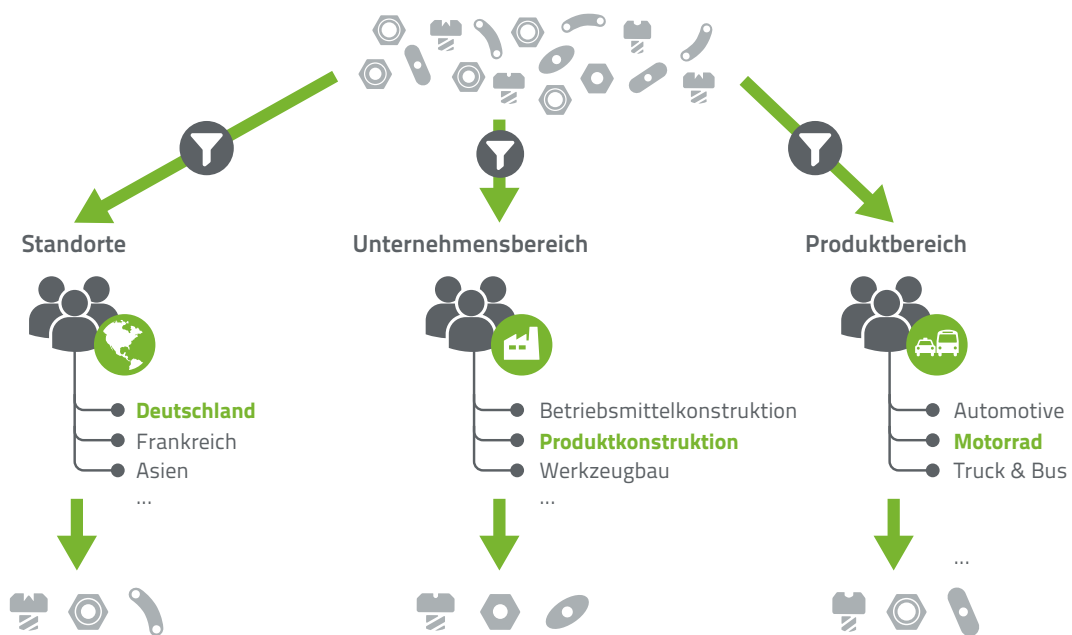 Standorte
Deutschland
Frankreich
Asien
...
Unternehmensbereich
Betriebsmittelkonstruktion
Produktkonstruktion
Werkzeugbau
...
Produktbereich
Automotive
Motorrad
Truck & Bus
...